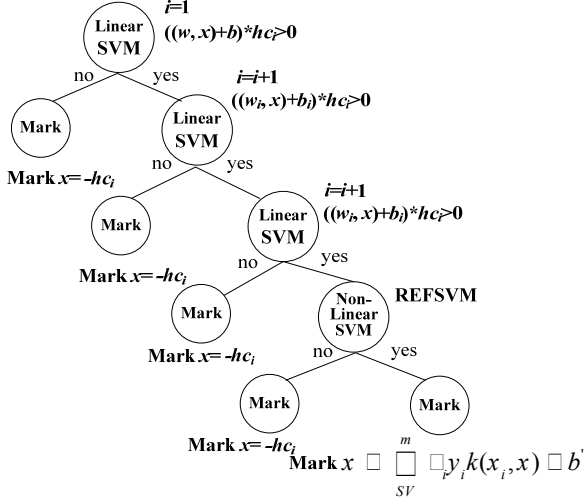 i=1
Linear
SVM
((w, x)+b)*hcᵢ>0
no
yes
i=i+1
((wᵢ, x)+bᵢ)*hcᵢ>0
Mark
Linear
SVM
Mark x= -hcᵢ
no
yes
i=i+1
((wᵢ, x)+bᵢ)*hcᵢ>0
Mark
Linear
SVM
Mark x= -hcᵢ
no
yes
REFSVM
Mark
Non-
Linear
SVM
Mark x= -hcᵢ
no
yes
Mark
Mark
Mark x= -hcᵢ
m
Mark x □ □ □ᵢyᵢk(xᵢ,x) □ b'
SV